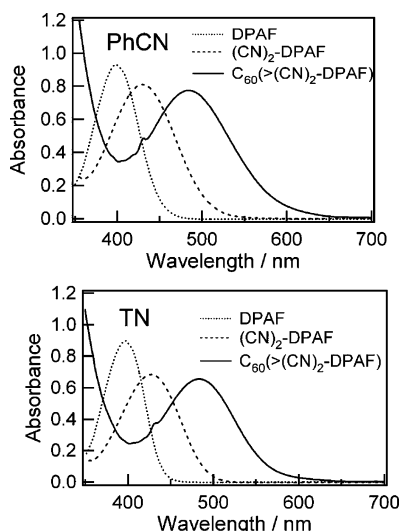 1.2
1.0
0.8
0.6
0.4
0.2
0.0
Absorbance
PhCN
DPAF
(CN)₂-DPAF
C₆₀(>(CN)₂-DPAF)
400 500 600 700
Wavelength / nm
1.2
1.0
0.8
0.6
0.4
0.2
0.0
Absorbance
TN
DPAF
(CN)₂-DPAF
C₆₀(>(CN)₂-DPAF)
400 500 600 700
Wavelength / nm